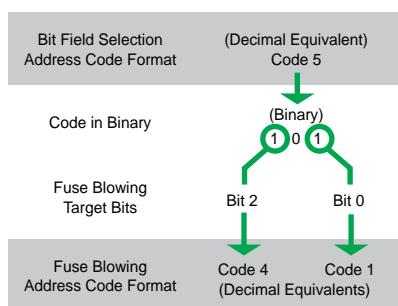 Bit Field Selection
Address Code Format
(Decimal Equivalent)
Code 5
Code in Binary
(Binary)
1 0 1
Fuse Blowing
Target Bits
Bit 2
Bit 0
Fuse Blowing
Address Code Format
Code 4
Code 1
(Decimal Equivalents)